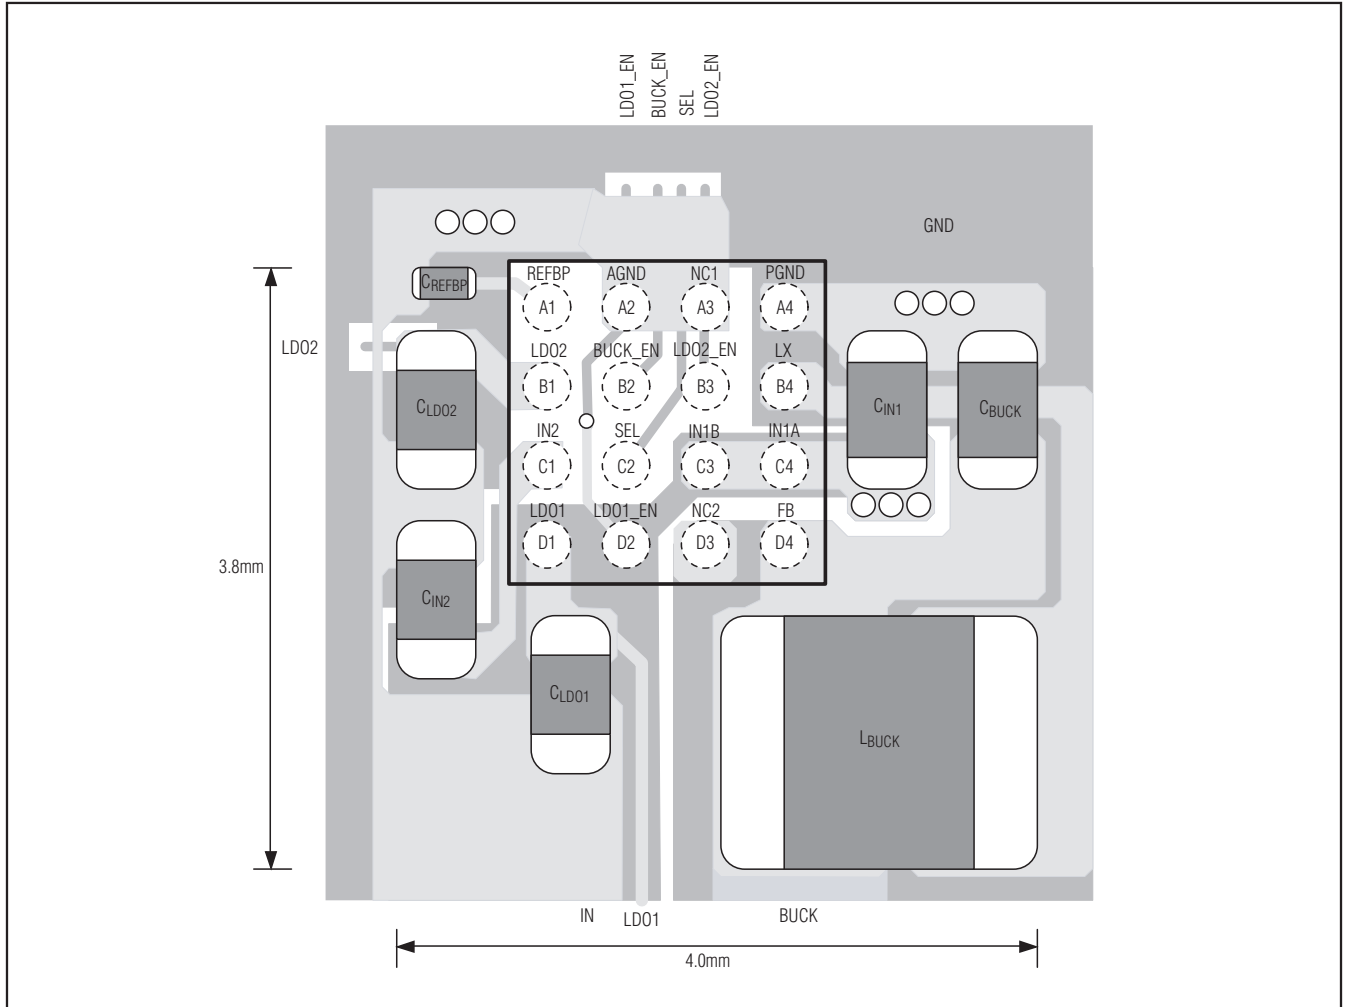 LDO1_EN
BUCK_EN
SEL
LDO2_EN
GND
REFBP AGND NC1 PGND
CREFBP
A1 A2 A3 A4
LDO2
LDO2 BUCK_EN LDO2_EN LX
B1 B2 B3 B4
CLDO2
CIN1
CBUCK
IN2 SEL IN1B IN1A
C1 C2 C3 C4
LDO1 LDO1_EN NC2 FB
D1 D2 D3 D4
3.8mm
CIN2
CLDO1
LBUCK
IN
LDO1
BUCK
4.0mm